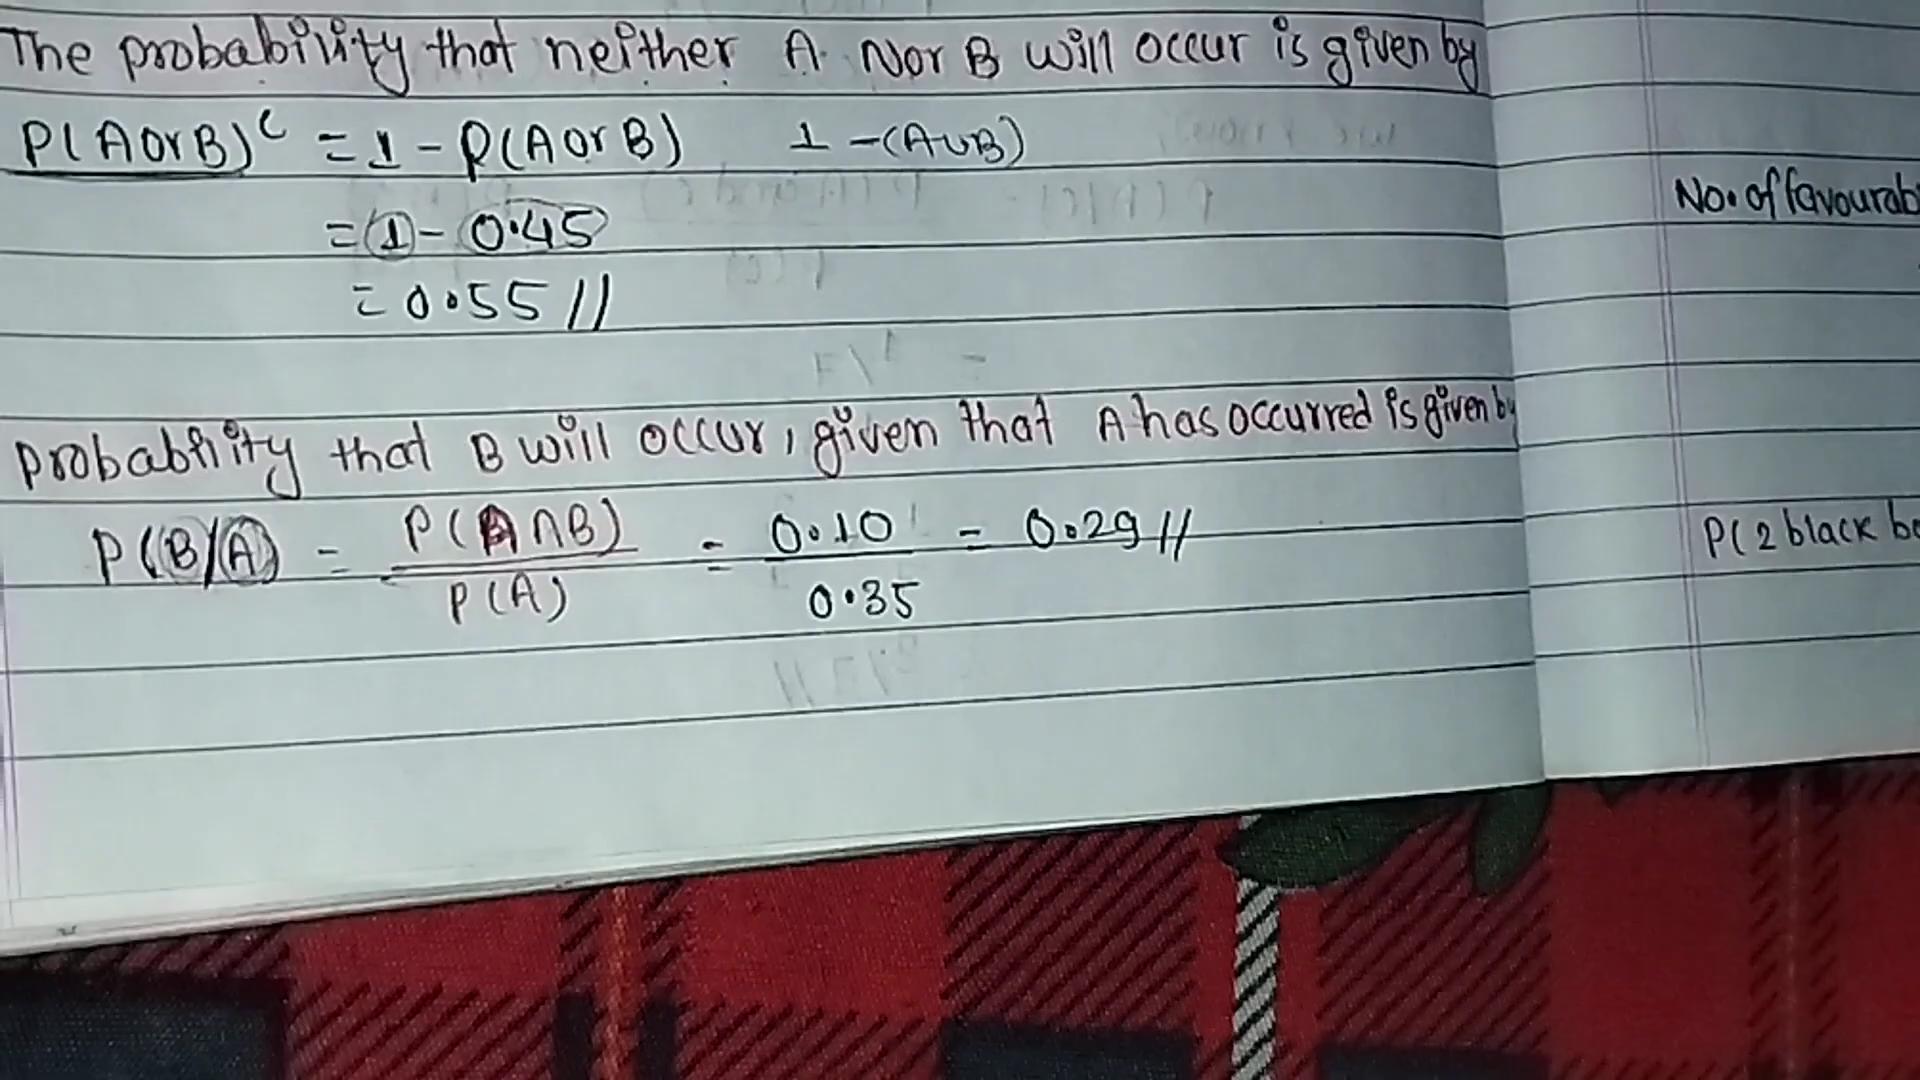 The probability that neither A Nor B will occur is given by
P(A or B)ᶜ = 1 - P(A or B) 1 - (A∪B)
= 1 - 0.45
= 0.55 //
probability that B will occur, given that A has occurred is given by
P(B/A) = P(A∩B) / P(A) = 0.10 / 0.35 = 0.29 //
No. of favourab
P(2 black b